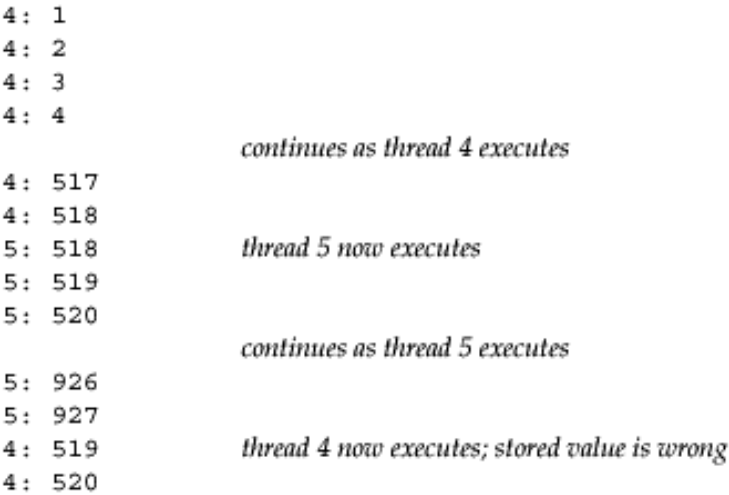 4: 1
4: 2
4: 3
4: 4
continues as thread 4 executes
4: 517
4: 518
5: 518 thread 5 now executes
5: 519
5: 520
continues as thread 5 executes
5: 926
5: 927
4: 519 thread 4 now executes; stored value is wrong
4: 520